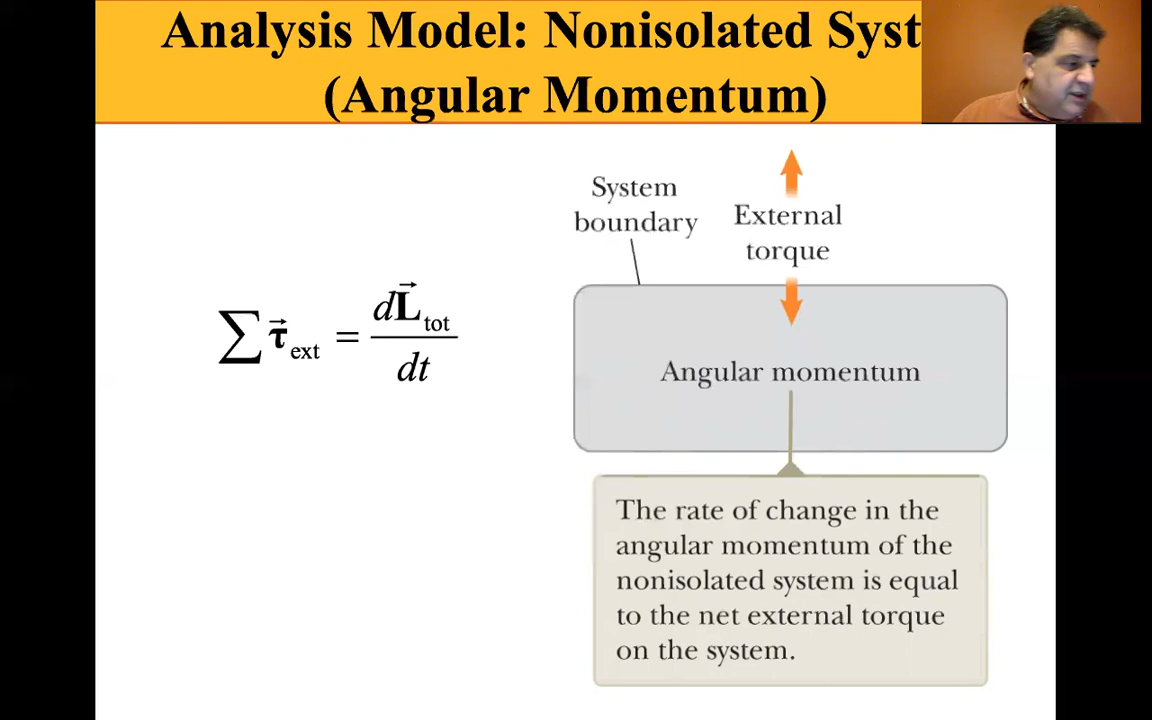 Analysis Model: Nonisolated Syst
(Angular Momentum)
System
boundary
External
torque
∑ τ⃗ext = dL⃗tot/dt
Angular momentum
The rate of change in the
angular momentum of the
nonisolated system is equal
to the net external torque
on the system.